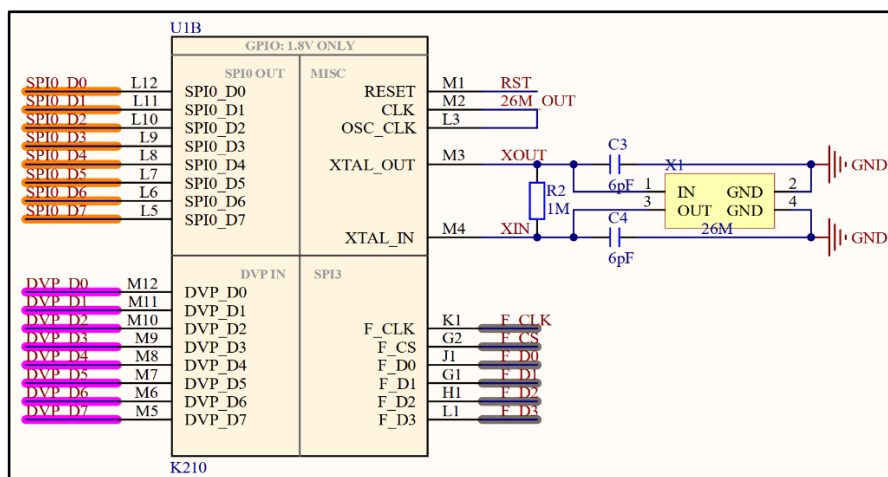 U1B
GPIO: 1.8V ONLY
SPI0 OUT
MISC
SPI0_D0 L12 SPI0_D0
SPI0_D1 L11 SPI0_D1
SPI0_D2 L10 SPI0_D2
SPI0_D3 L9 SPI0_D3
SPI0_D4 L8 SPI0_D4
SPI0_D5 L7 SPI0_D5
SPI0_D6 L6 SPI0_D6
SPI0_D7 L5 SPI0_D7
RESET M1 RST
CLK M2 26M_OUT
OSC_CLK L3
XTAL_OUT M3 XOUT
XTAL_IN M4 XIN
R2
1M
C3
6pF
C4
6pF
X1
1 IN GND 2
3 OUT GND 4
26M
GND
GND
DVP IN
SPI3
DVP_D0 M12 DVP_D0
DVP_D1 M11 DVP_D1
DVP_D2 M10 DVP_D2
DVP_D3 M9 DVP_D3
DVP_D4 M8 DVP_D4
DVP_D5 M7 DVP_D5
DVP_D6 M6 DVP_D6
DVP_D7 M5 DVP_D7
F_CLK K1 F_CLK
F_CS G2 F_CS
F_D0 J1 F_D0
F_D1 G1 F_D1
F_D2 H1 F_D2
F_D3 L1 F_D3
K210